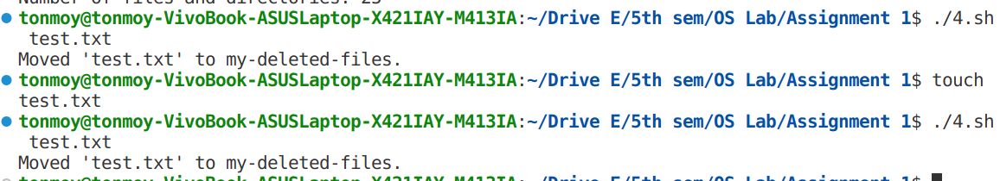 Number of files and directories: 23
tonmoy@tonmoy-VivoBook-ASUSLaptop-X421IAY-M413IA:~/Drive E/5th sem/OS Lab/Assignment 1$ ./4.sh
 test.txt
Moved 'test.txt' to my-deleted-files.
tonmoy@tonmoy-VivoBook-ASUSLaptop-X421IAY-M413IA:~/Drive E/5th sem/OS Lab/Assignment 1$ touch
test.txt
tonmoy@tonmoy-VivoBook-ASUSLaptop-X421IAY-M413IA:~/Drive E/5th sem/OS Lab/Assignment 1$ ./4.sh
 test.txt
Moved 'test.txt' to my-deleted-files.
tonmoy@tonmoy-VivoBook-ASUSLaptop-X421IAY-M413IA:~/Drive E/5th sem/OS Lab/Assignment 1$